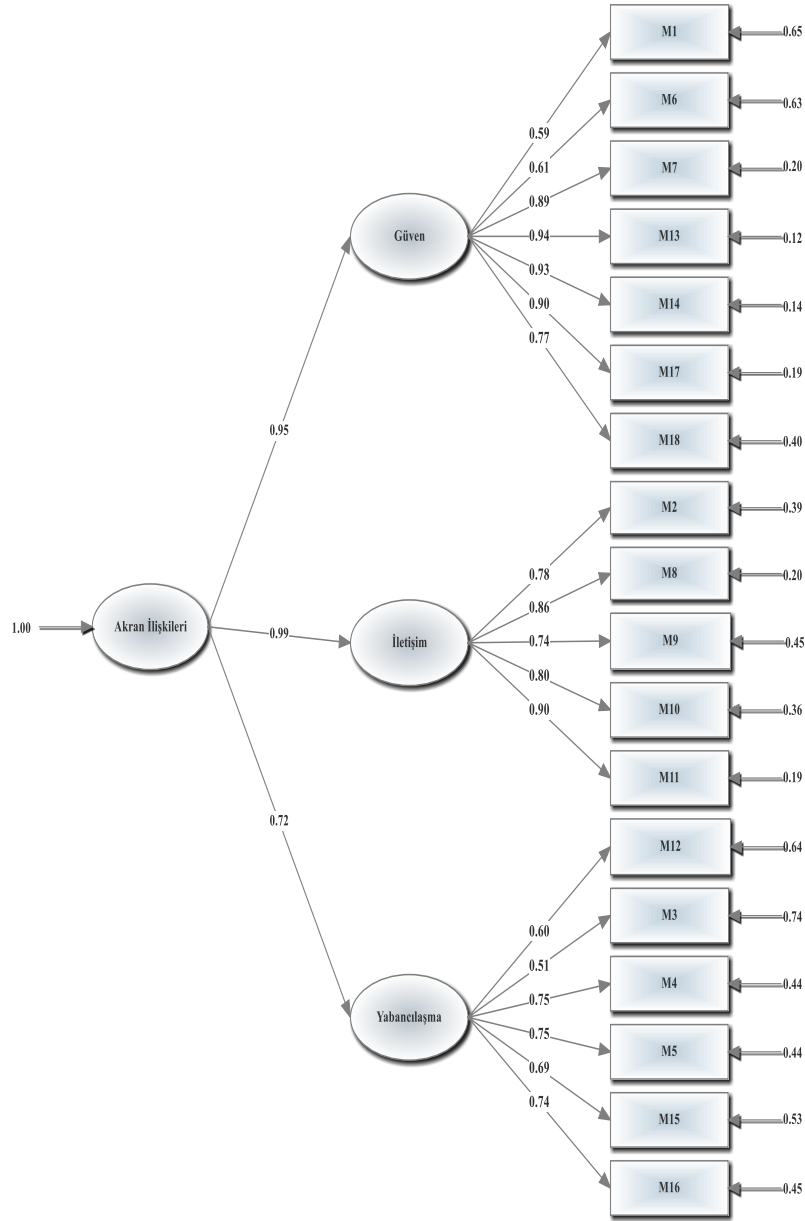 M1
0.65
M6
0.63
0.59
0.61
M7
0.20
0.89
Güven
0.94
M13
0.12
0.93
M14
0.14
0.90
0.77
M17
0.19
0.95
M18
0.40
M2
0.39
0.78
M8
0.20
0.86
1.00
Akran İlişkileri
0.99
İletişim
0.74
M9
0.45
0.80
M10
0.36
0.90
M11
0.19
0.72
M12
0.64
0.60
M3
0.74
0.51
M4
0.44
0.75
Yabancılaşma
0.75
M5
0.44
0.69
0.74
M15
0.53
M16
0.45